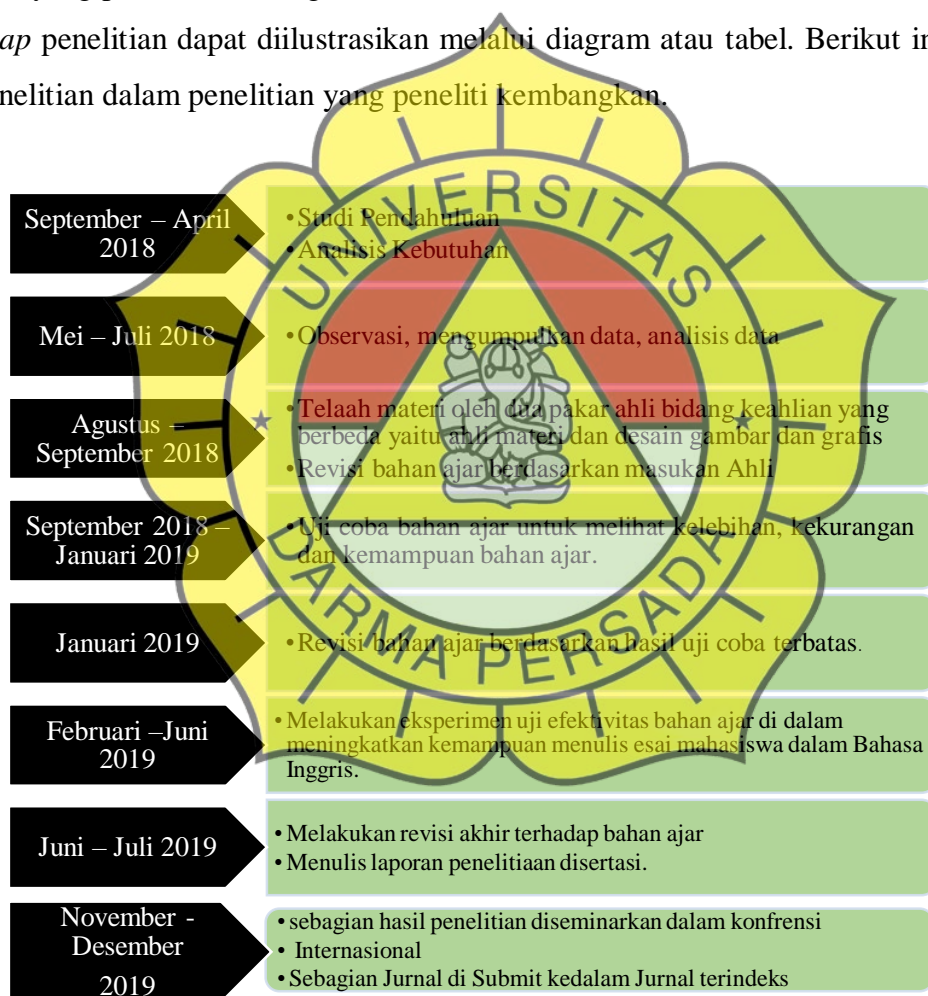 ap penelitian dapat diilustrasikan melalui diagram atau tabel. Berikut in
nelitian dalam penelitian yang peneliti kembangkan.
September – April
2018
• Studi Pendahuluan
• Analisis Kebutuhan
Mei – Juli 2018
• Observasi, mengumpulkan data, analisis data
Agustus –
September 2018
• Telaah materi oleh dua pakar ahli bidang keahlian yang
berbeda yaitu ahli materi dan desain gambar dan grafis
• Revisi bahan ajar berdasarkan masukan Ahli
September 2018 –
Januari 2019
• Uji coba bahan ajar untuk melihat kelebihan, kekurangan
dan kemampuan bahan ajar.
Januari 2019
• Revisi bahan ajar berdasarkan hasil uji coba terbatas.
Februari –Juni
2019
• Melakukan eksperimen uji efektivitas bahan ajar di dalam
meningkatkan kemampuan menulis esai mahasiswa dalam Bahasa
Inggris.
Juni – Juli 2019
• Melakukan revisi akhir terhadap bahan ajar
• Menulis laporan penelitiaan disertasi.
November -
Desember
2019
• sebagian hasil penelitian diseminarkan dalam konfrensi
• Internasional
• Sebagian Jurnal di Submit kedalam Jurnal terindeks
UNIVERSITAS
DARMA PERSADA